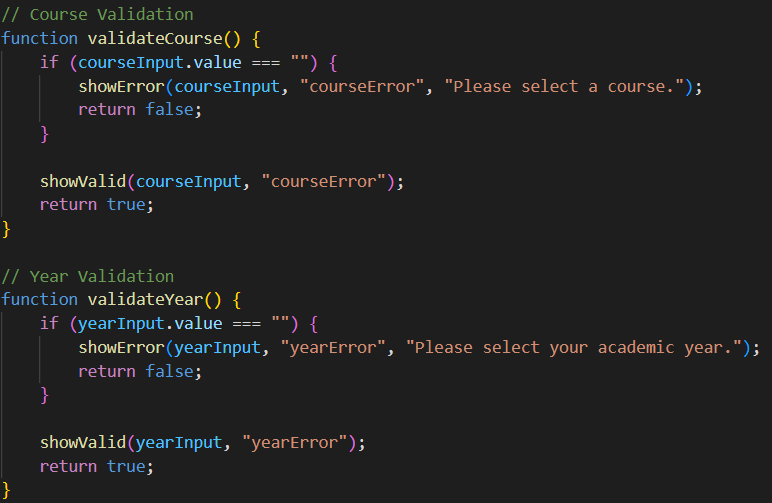 // Course Validation
function validateCourse() {
    if (courseInput.value === "") {
        showError(courseInput, "courseError", "Please select a course.");
        return false;
    }

    showValid(courseInput, "courseError");
    return true;
}

// Year Validation
function validateYear() {
    if (yearInput.value === "") {
        showError(yearInput, "yearError", "Please select your academic year.");
        return false;
    }

    showValid(yearInput, "yearError");
    return true;
}